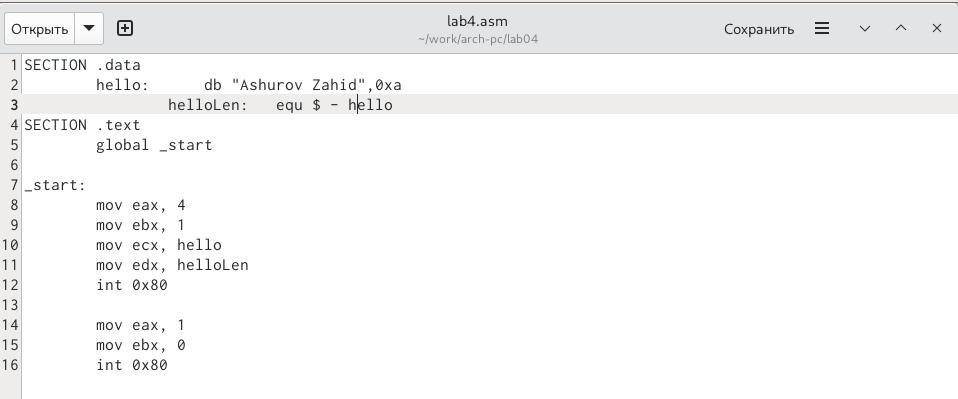 Открыть
lab4.asm
~/work/arch-pc/lab04
Сохранить
1 SECTION .data
2 hello: db "Ashurov Zahid",0xa
3 helloLen: equ $ - hello
4 SECTION .text
5 global _start
6
7 _start:
8 mov eax, 4
9 mov ebx, 1
10 mov ecx, hello
11 mov edx, helloLen
12 int 0x80
13
14 mov eax, 1
15 mov ebx, 0
16 int 0x80